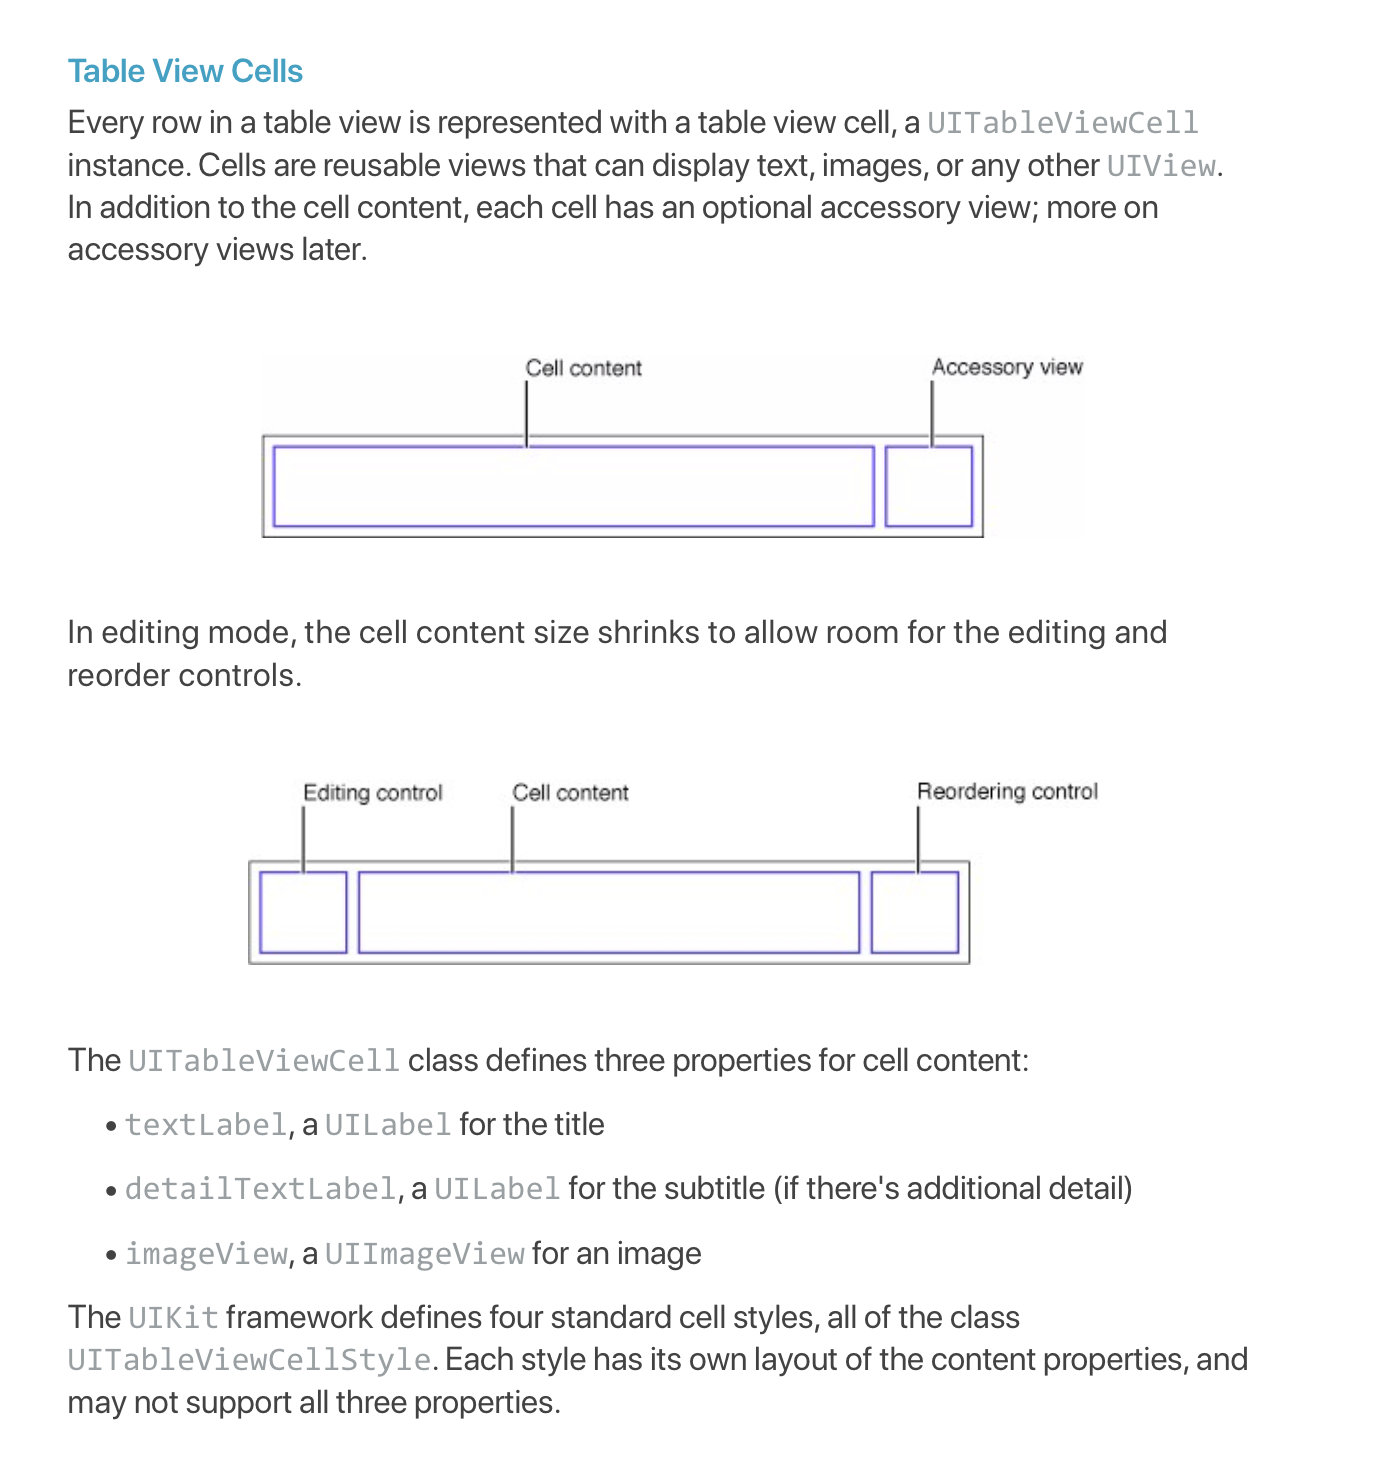 Table View Cells
Every row in a table view is represented with a table view cell, a UITableViewCell
instance. Cells are reusable views that can display text, images, or any other UIView.
In addition to the cell content, each cell has an optional accessory view; more on
accessory views later.
Cell content
Accessory view
In editing mode, the cell content size shrinks to allow room for the editing and
reorder controls.
Editing control
Cell content
Reordering control
The UITableViewCell class defines three properties for cell content:
• textLabel, a UILabel for the title
• detailTextLabel, a UILabel for the subtitle (if there's additional detail)
• imageView, a UIImageView for an image
The UIKit framework defines four standard cell styles, all of the class
UITableViewCellStyle. Each style has its own layout of the content properties, and
may not support all three properties.